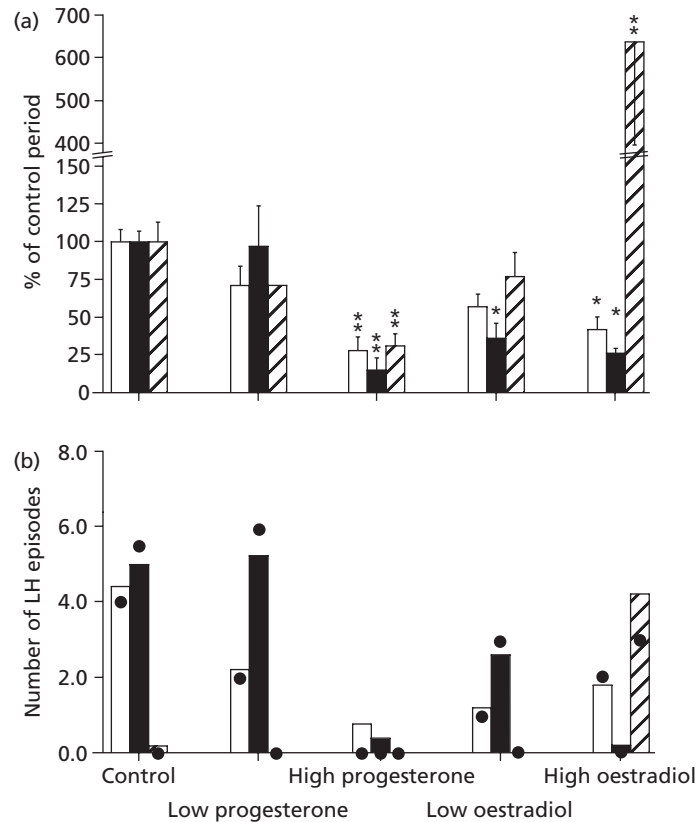 (a)
700
600
500
400
150
125
100
75
50
25
0
% of control period
**
**
**
*
*
*
**
(b)
8.0
6.0
4.0
2.0
0.0
Number of LH episodes
Control
High progesterone
High oestradiol
Low progesterone
Low oestradiol